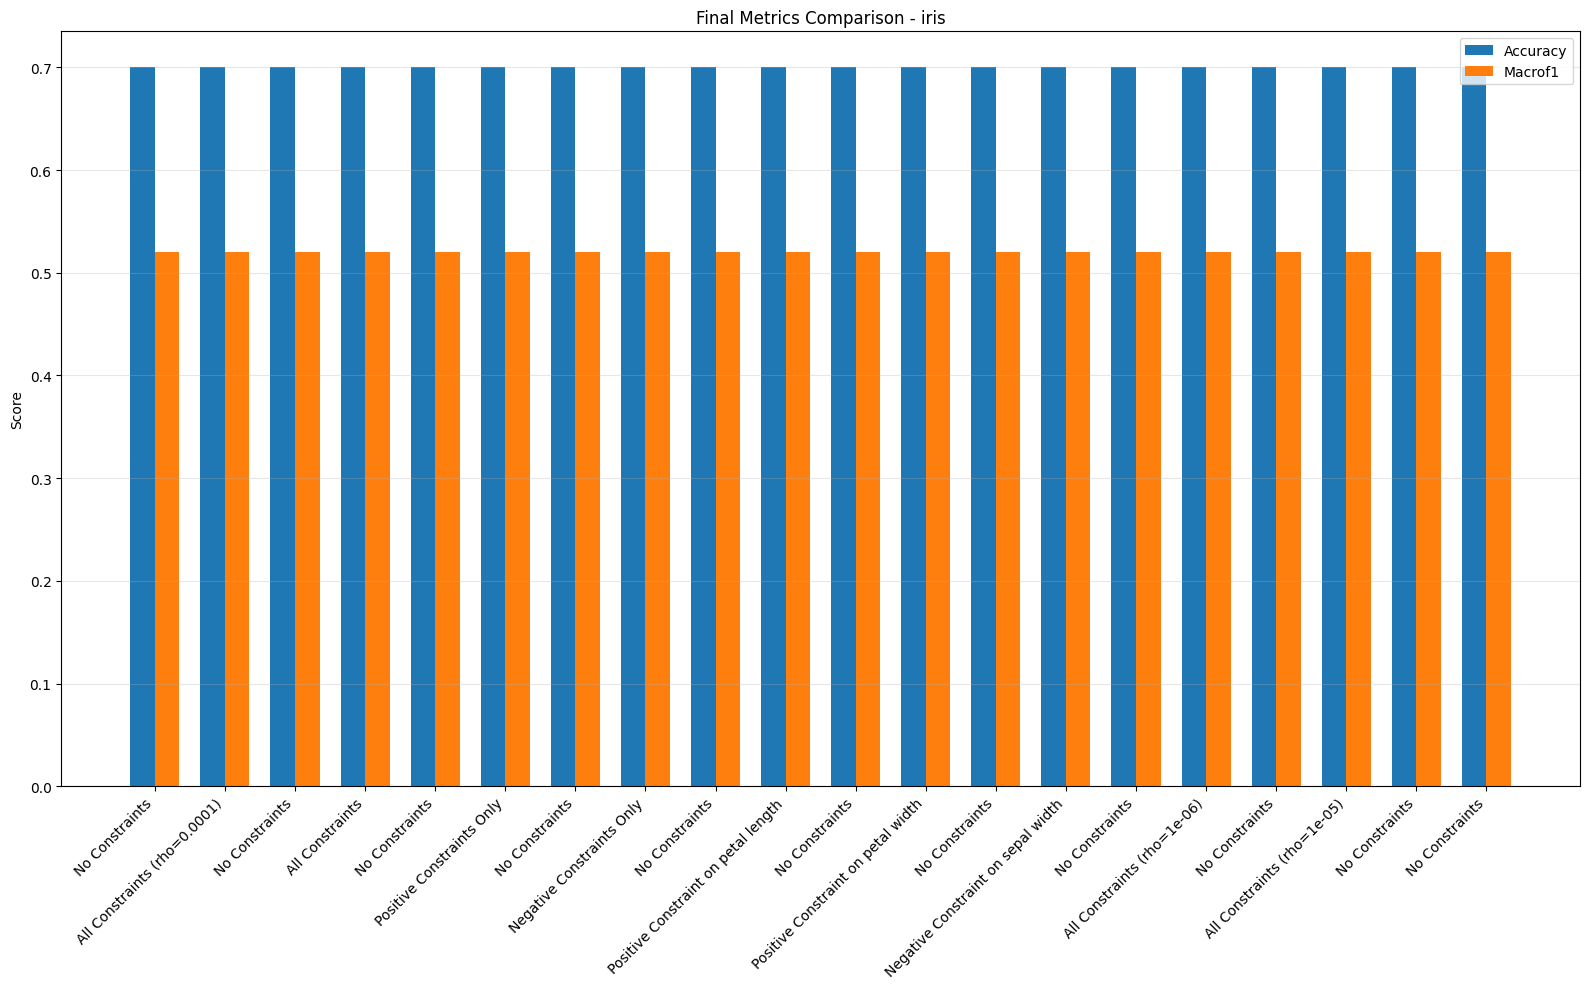 Final Metrics Comparison - iris
Accuracy
Macrof1
Score
0.7
0.6
0.5
0.4
0.3
0.2
0.1
0.0
No Constraints
All Constraints (rho=0.0001)
No Constraints
All Constraints
No Constraints
Positive Constraints Only
No Constraints
Negative Constraints Only
No Constraints
Positive Constraint on petal length
No Constraints
Positive Constraint on petal width
No Constraints
Negative Constraint on sepal width
No Constraints
All Constraints (rho=1e-06)
No Constraints
All Constraints (rho=1e-05)
No Constraints
No Constraints